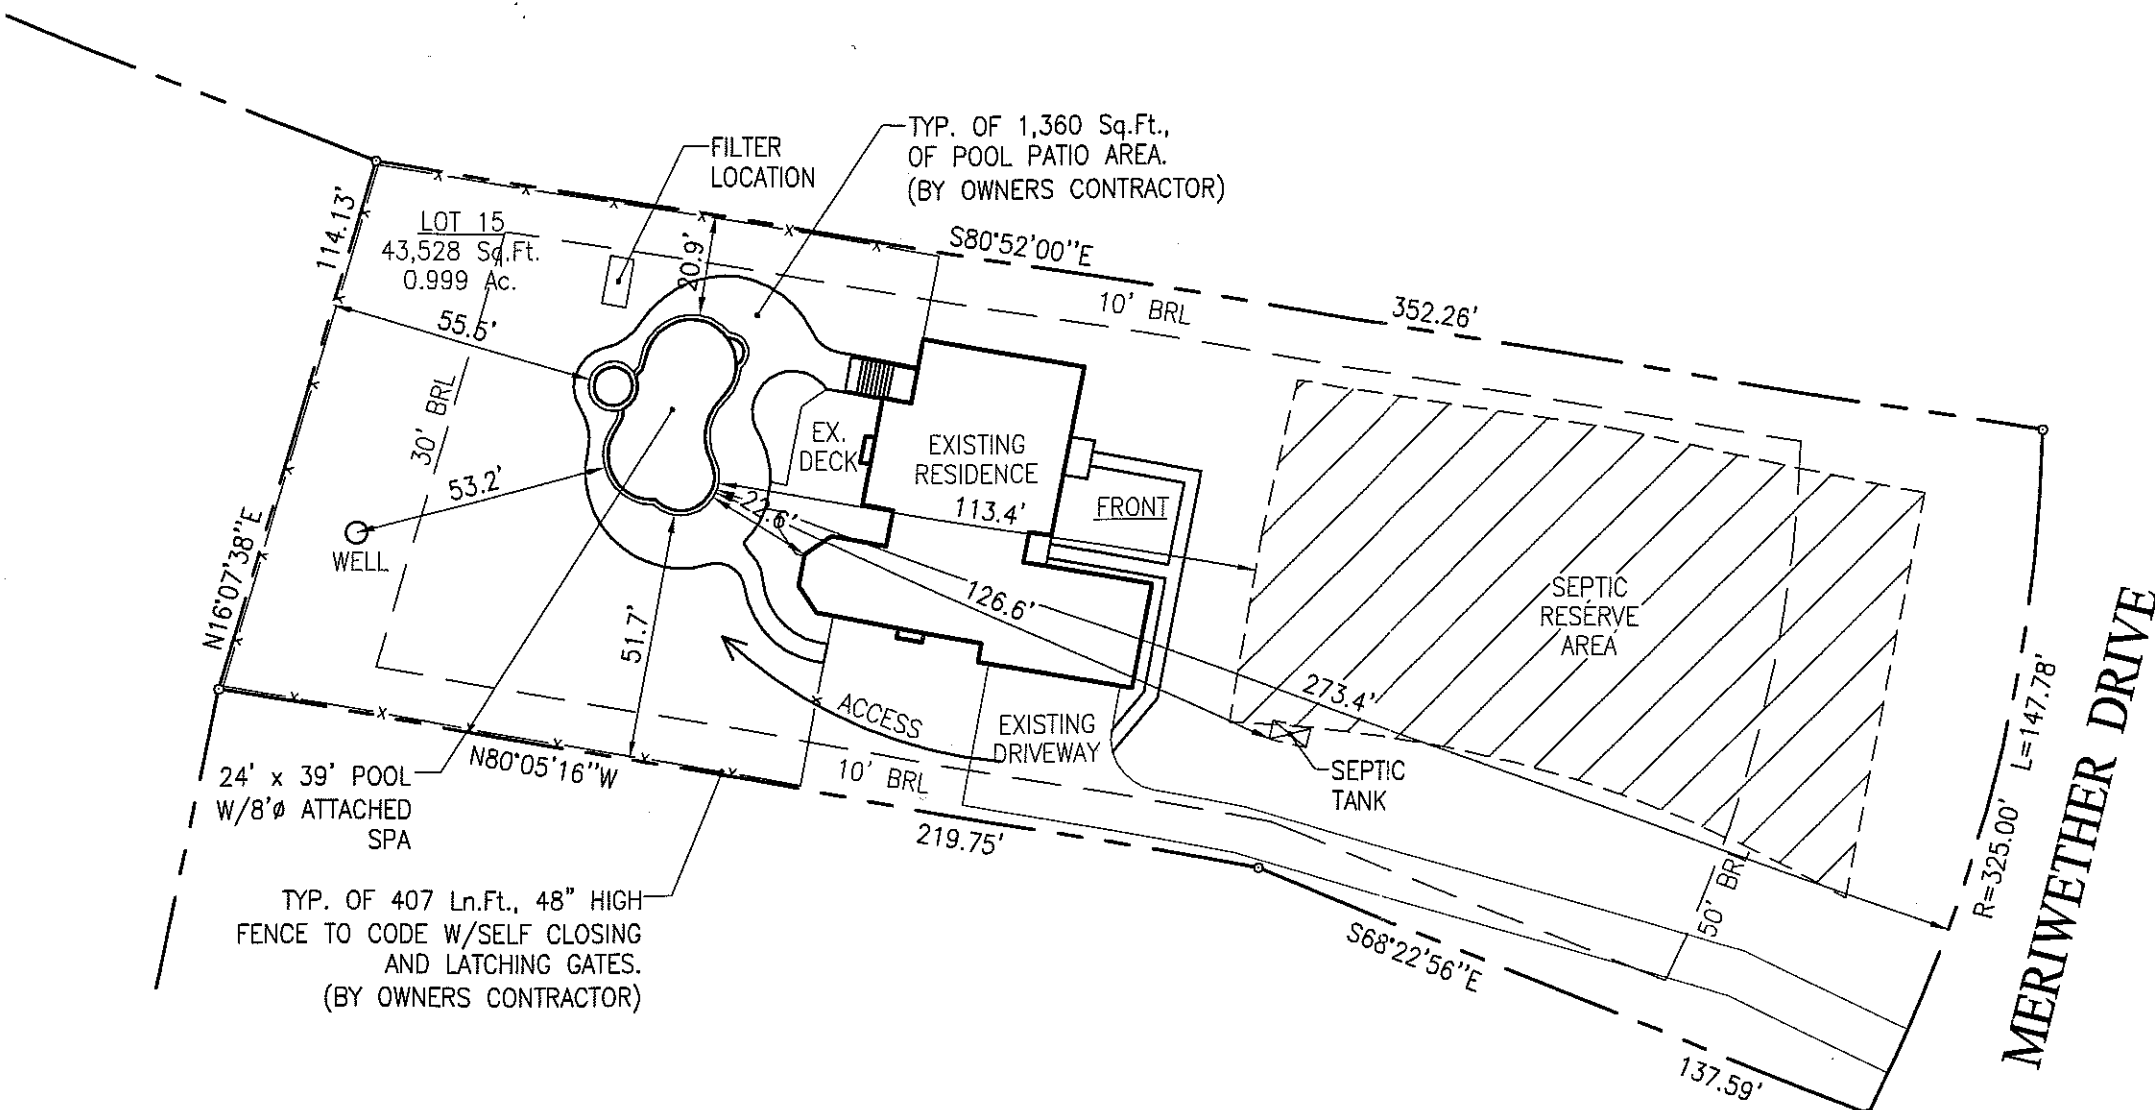 TYP. OF 1,360 Sq.Ft.,
OF POOL PATIO AREA.
(BY OWNERS CONTRACTOR)
FILTER
LOCATION
114.13'
LOT 15
43,528 Sq.Ft.
0.999 Ac.
20.9'
S80°52'00"E
10' BRL
352.26'
55.5'
30' BRL
EX.
DECK
EXISTING
RESIDENCE
53.2'
22.6'
113.4'
FRONT
WELL
N16°07'38"E
126.6'
SEPTIC
RESERVE
AREA
51.7'
273.4'
ACCESS
EXISTING
DRIVEWAY
N80°05'16"W
10' BRL
24' x 39' POOL
W/8'ø ATTACHED
SPA
SEPTIC
TANK
219.75'
50' BRL
R=325.00' L=147.78'
MERIWETHER DRIVE
TYP. OF 407 Ln.Ft., 48" HIGH
FENCE TO CODE W/SELF CLOSING
AND LATCHING GATES.
(BY OWNERS CONTRACTOR)
S68°22'56"E
137.59'